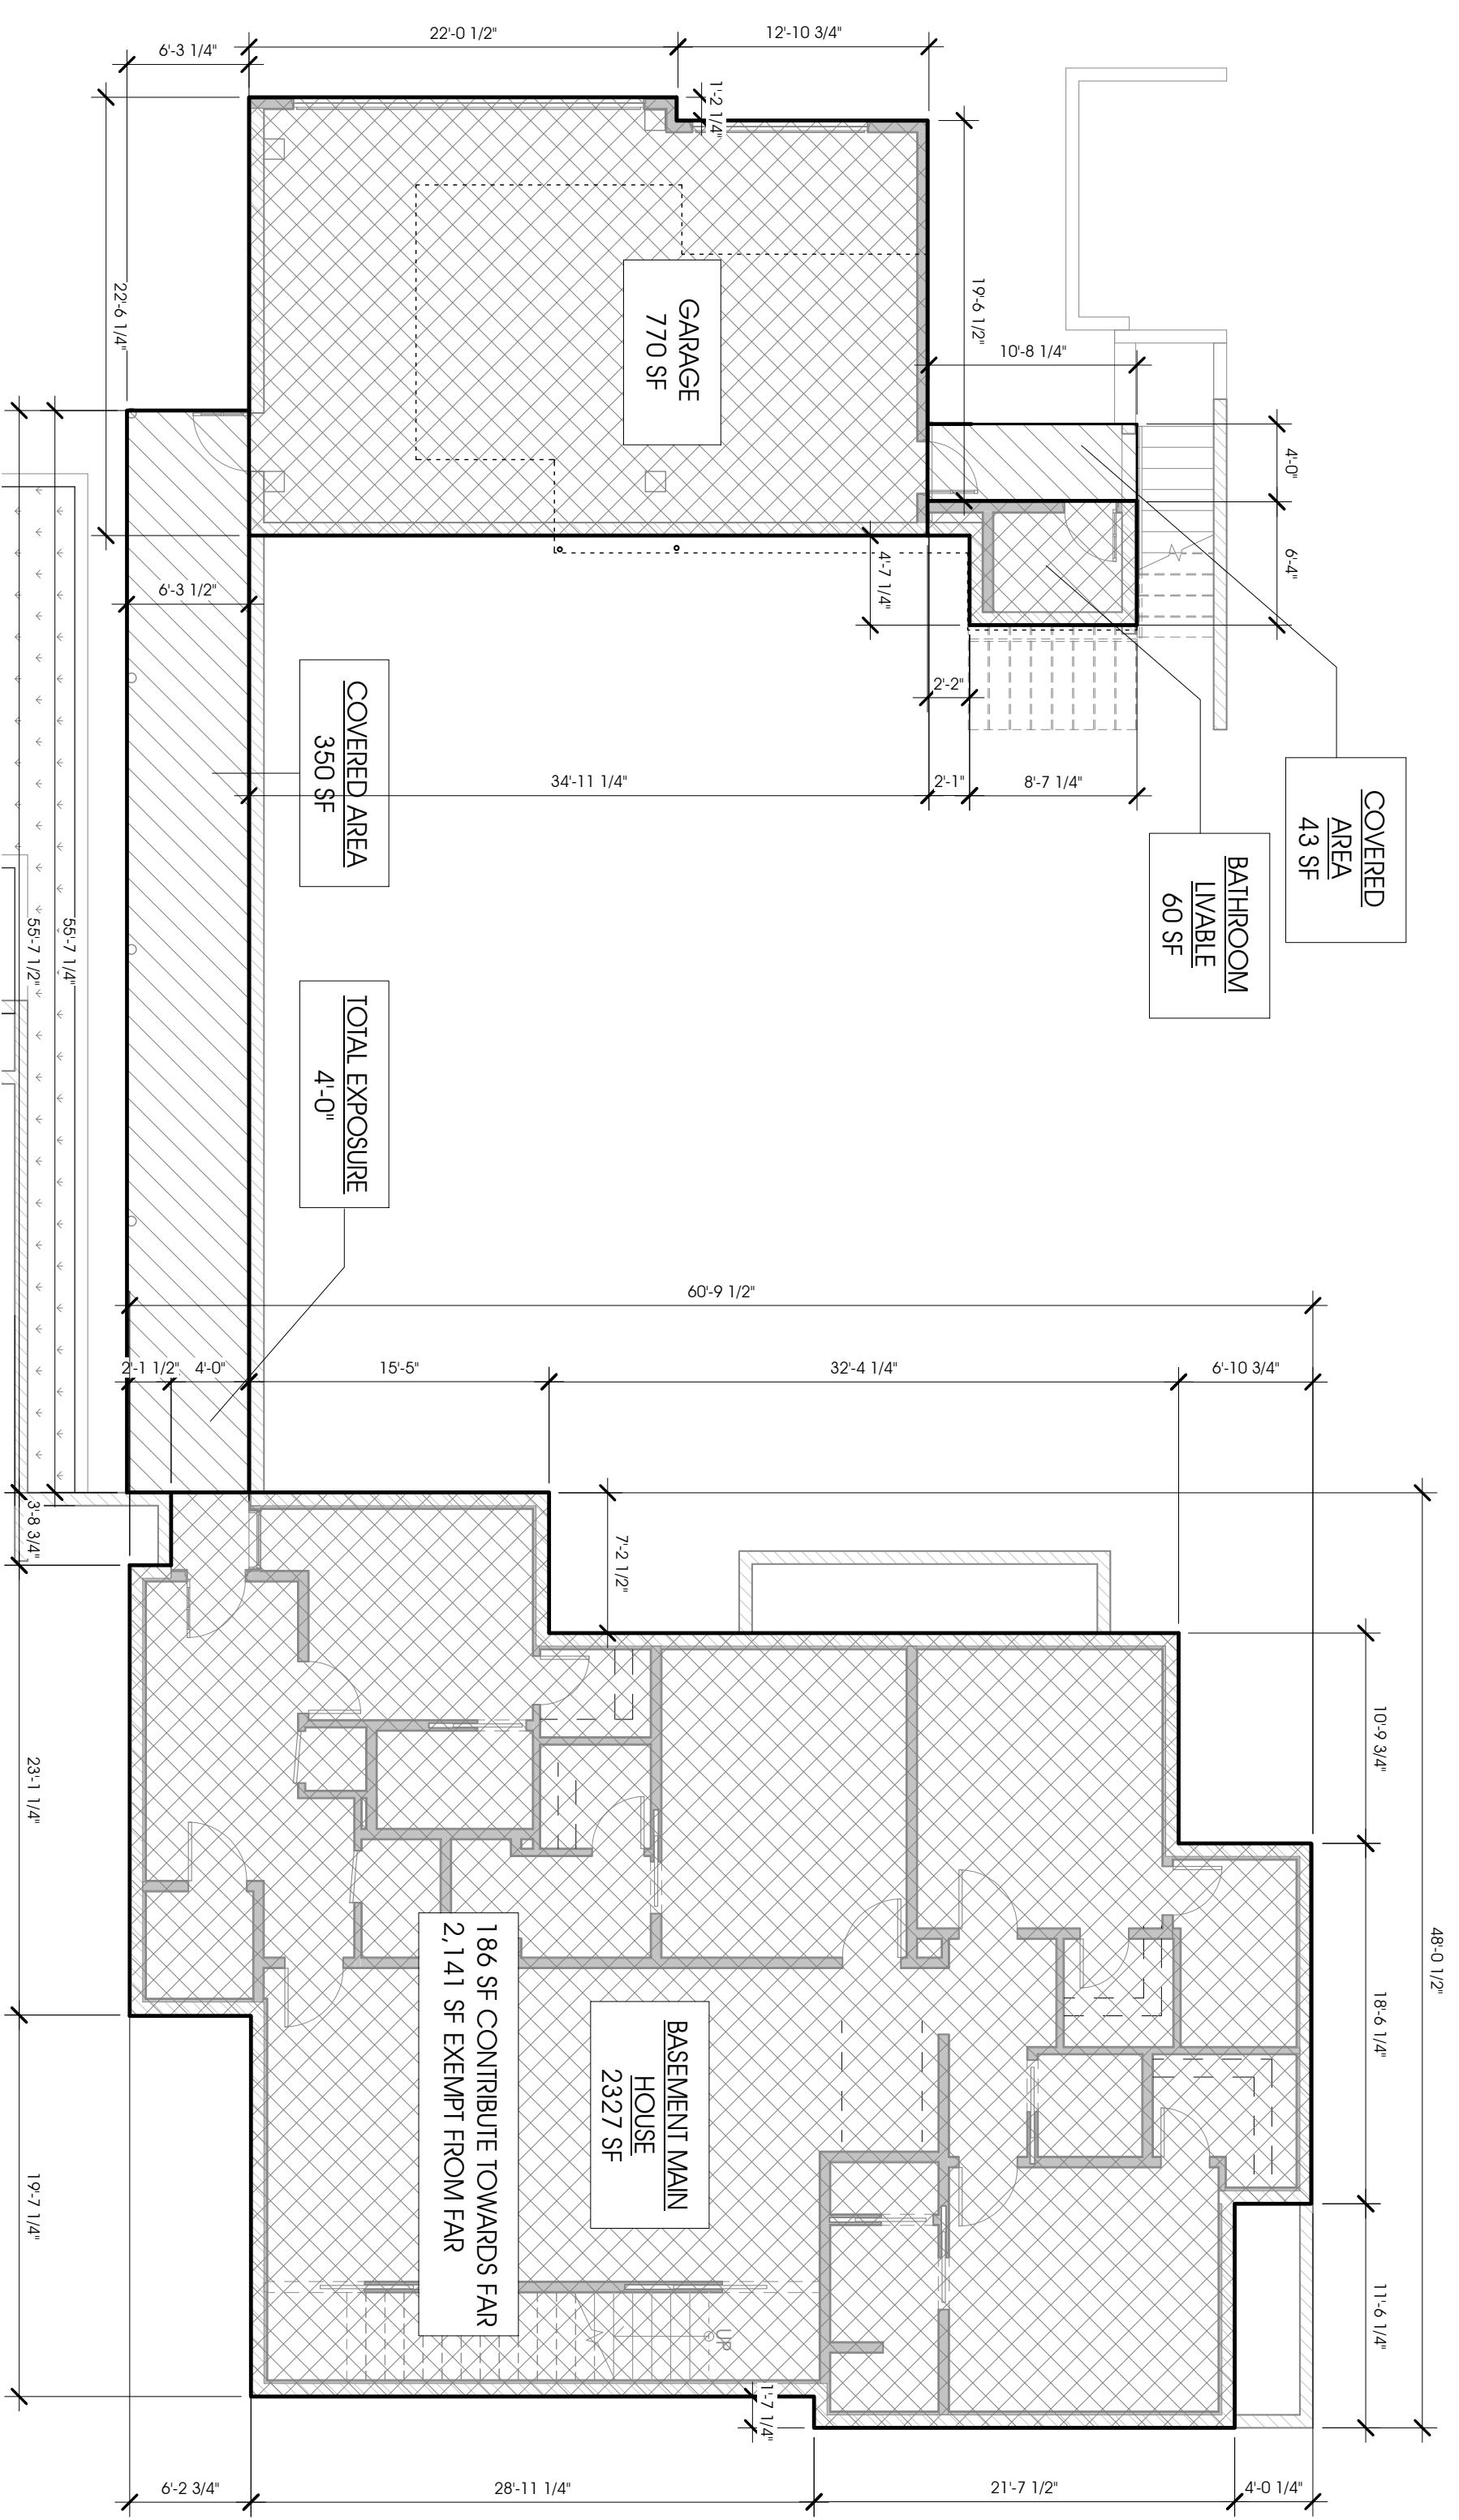 22'-0 1/2"
12'-10 3/4"
6'-3 1/4"
1'-2 1/4"
22'-6 1/4"
19'-6 1/2"
10'-8 1/4"
GARAGE
770 SF
4'-0"
6'-4"
4'-7 1/4"
6'-3 1/2"
2'-2"
34'-11 1/4"
2'-1"
8'-7 1/4"
COVERED
AREA
43 SF
BATHROOM
LIVABLE
60 SF
COVERED AREA
350 SF
55'-7 1/4"
55'-7 1/2"
TOTAL EXPOSURE
4'-0"
60'-9 1/2"
2'-1 1/2"
4'-0"
15'-5"
32'-4 1/4"
6'-10 3/4"
3'-8 3/4"
7'-2 1/2"
10'-9 3/4"
23'-1 1/4"
48'-0 1/2"
18'-6 1/4"
BASEMENT MAIN
HOUSE
2327 SF
186 SF CONTRIBUTE TOWARDS FAR
2,141 SF EXEMPT FROM FAR
19'-7 1/4"
11'-6 1/4"
UP
1'-7 1/4"
6'-2 3/4"
28'-11 1/4"
21'-7 1/2"
4'-0 1/4"